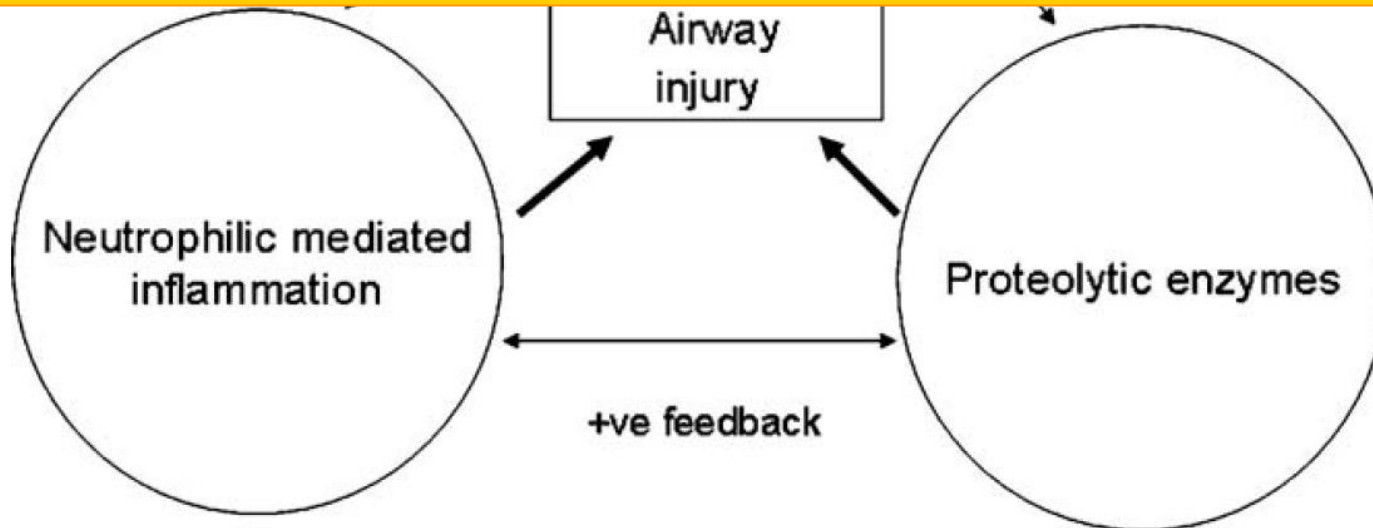 Airway
injury
Neutrophilic mediated
inflammation
Proteolytic enzymes
+ve feedback